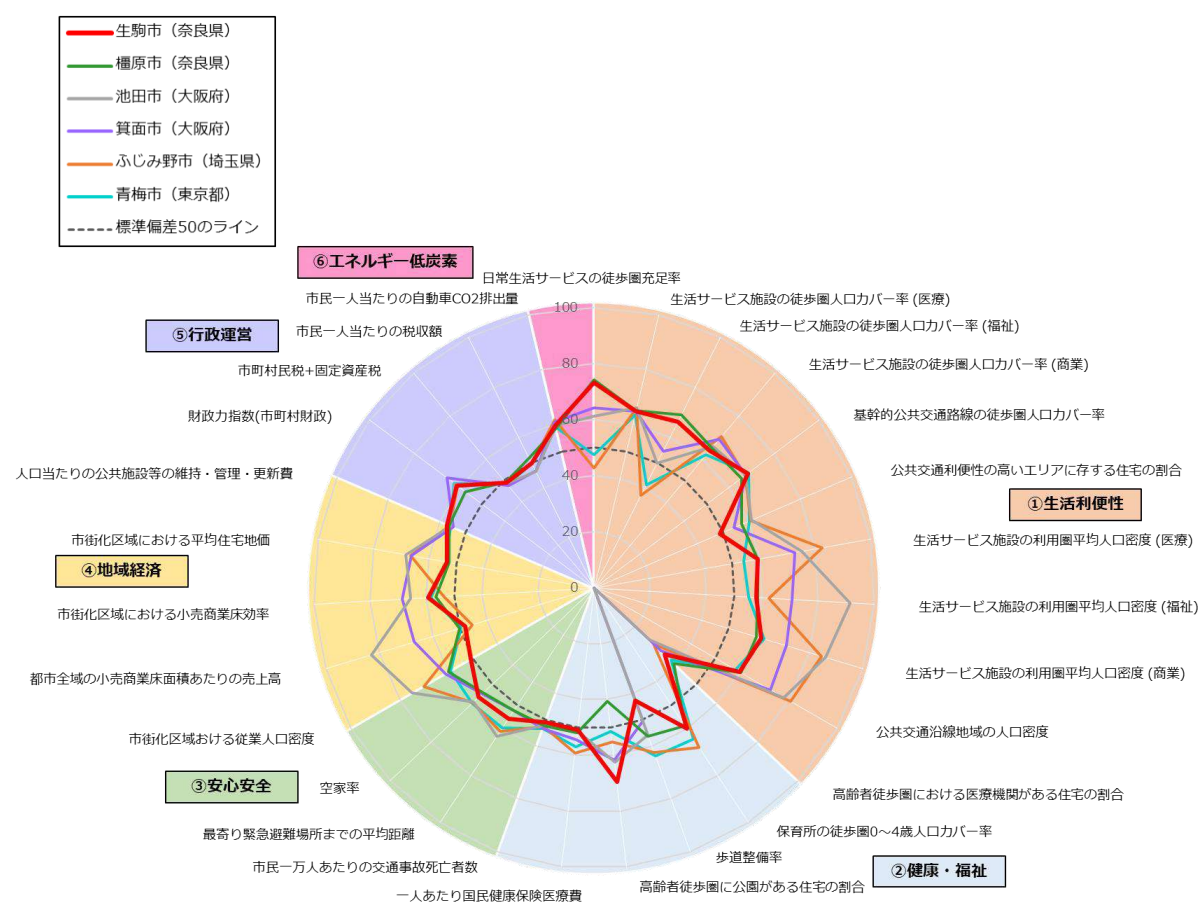 生駒市（奈良県）
橿原市（奈良県）
池田市（大阪府）
箕面市（大阪府）
ふじみ野市（埼玉県）
青梅市（東京都）
標準偏差50のライン
⑥エネルギー低炭素
日常生活サービスの徒歩圏充足率
市民一人当たりの自動車CO2排出量
生活サービス施設の徒歩圏人口カバー率 (医療)
100
⑤行政運営
市民一人当たりの税収額
生活サービス施設の徒歩圏人口カバー率 (福祉)
市町村民税+固定資産税
80
生活サービス施設の徒歩圏人口カバー率 (商業)
財政力指数(市町村財政)
60
基幹的公共交通路線の徒歩圏人口カバー率
人口当たりの公共施設等の維持・管理・更新費
40
公共交通利便性の高いエリアに存する住宅の割合
①生活利便性
20
市街化区域における平均住宅地価
生活サービス施設の利用圏平均人口密度 (医療)
④地域経済
0
市街化区域における小売商業床効率
生活サービス施設の利用圏平均人口密度 (福祉)
都市全域の小売商業床面積あたりの売上高
生活サービス施設の利用圏平均人口密度 (商業)
市街化区域おける従業人口密度
公共交通沿線地域の人口密度
③安心安全
空家率
高齢者徒歩圏における医療機関がある住宅の割合
最寄り緊急避難場所までの平均距離
保育所の徒歩圏0～4歳人口カバー率
市民一万人あたりの交通事故死亡者数
歩道整備率
②健康・福祉
一人あたり国民健康保険医療費
高齢者徒歩圏に公園がある住宅の割合